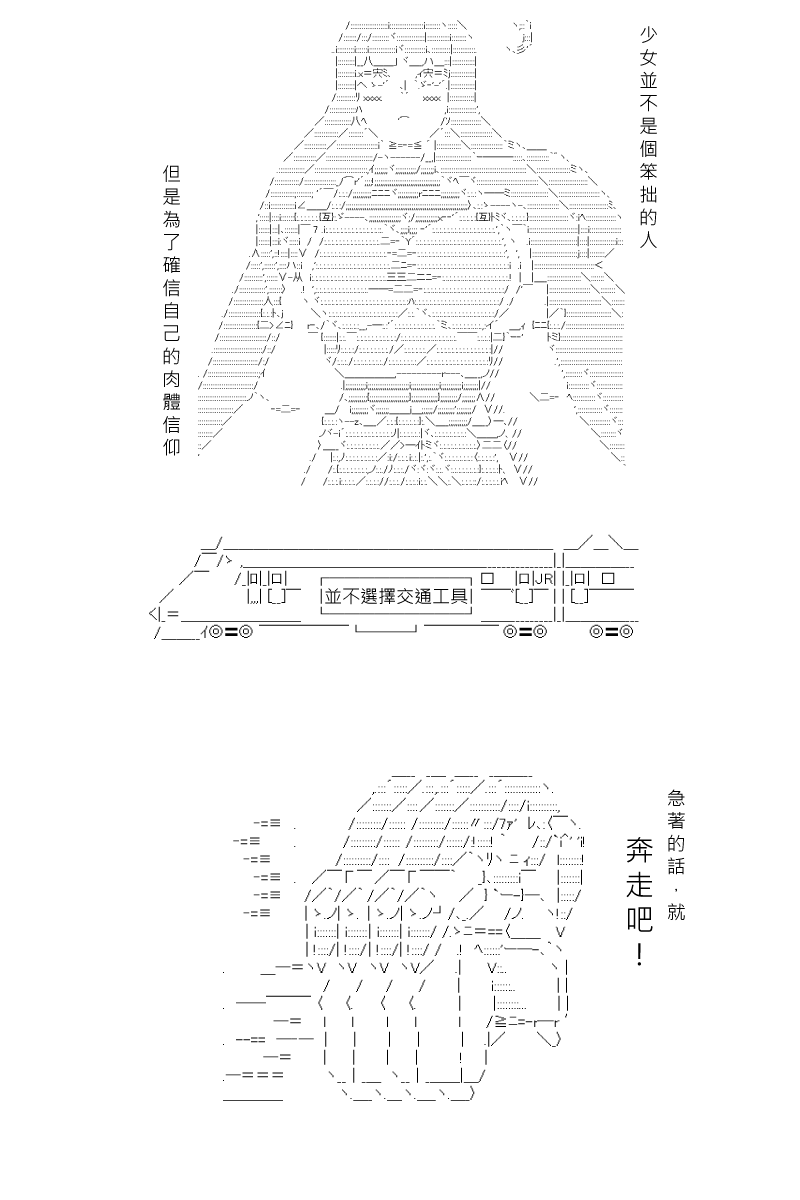 少女並不是個笨拙的人
但是為了確信自己的肉體信仰
JR
並不選擇交通工具
急著的話，就
奔走吧！